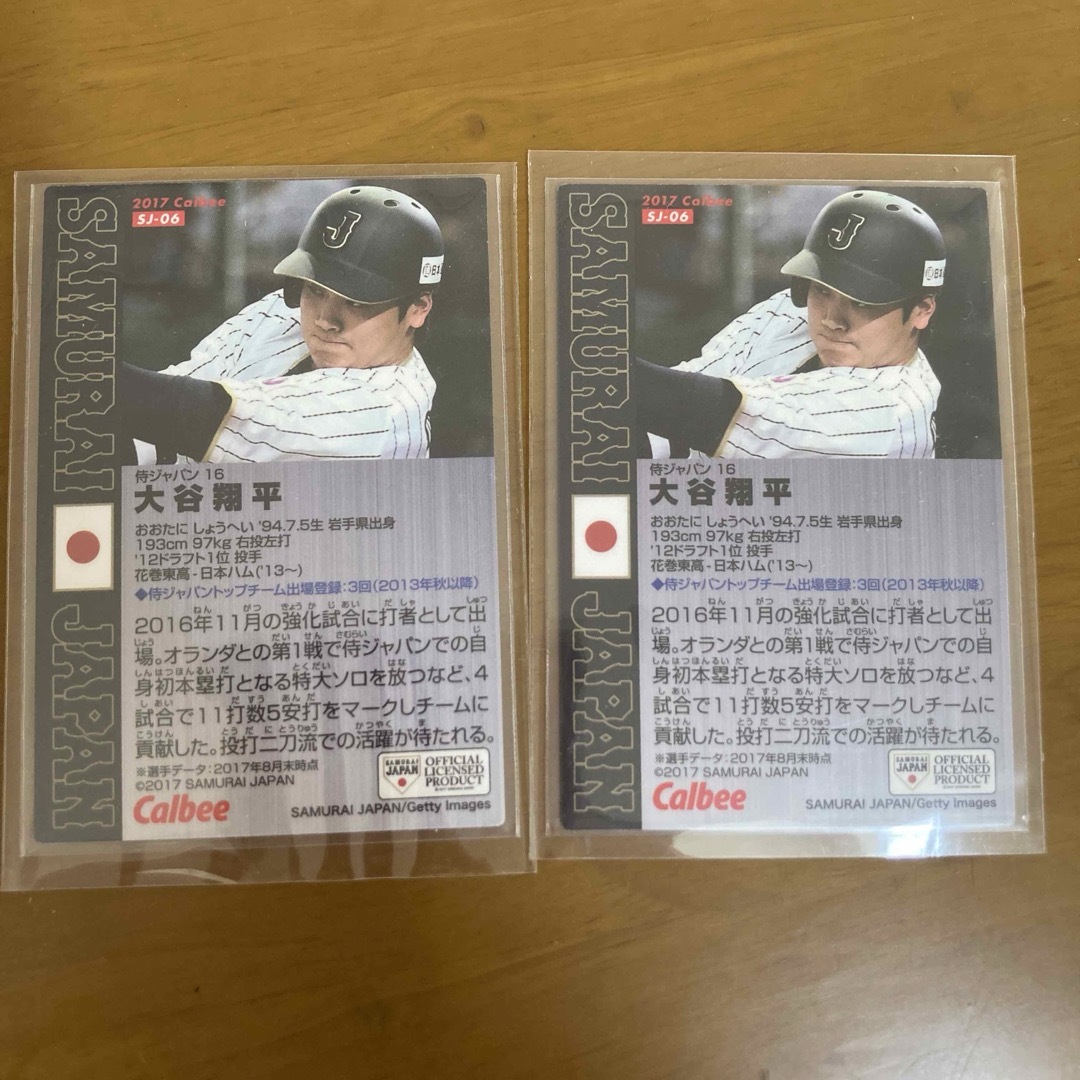 2017 Calbee
SJ-06
SAMURAI JAPAN
侍ジャパン 16
大谷翔平
おおたに しょうへい '94.7.5生 岩手県出身
193cm 97kg 右投左打
'12ドラフト1位 投手
花巻東高-日本ハム('13〜)
◆侍ジャパントップチーム出場登録:3回(2013年秋以降)
2016年11月の強化試合に打者として出
場。オランダとの第1戦で侍ジャパンでの自
身初本塁打となる特大ソロを放つなど、4
試合で11打数5安打をマークしチームに
貢献した。投打二刀流での活躍が待たれる。
※選手データ:2017年8月末時点
©2017 SAMURAI JAPAN
SAMURAI
JAPAN
OFFICIAL
LICENSED
PRODUCT
Calbee
SAMURAI JAPAN/Getty Images
2017 Calbee
SJ-06
SAMURAI JAPAN
侍ジャパン 16
大谷翔平
おおたに しょうへい '94.7.5生 岩手県出身
193cm 97kg 右投左打
'12ドラフト1位 投手
花巻東高-日本ハム('13〜)
◆侍ジャパントップチーム出場登録:3回(2013年秋以降)
2016年11月の強化試合に打者として出
場。オランダとの第1戦で侍ジャパンでの自
身初本塁打となる特大ソロを放つなど、4
試合で11打数5安打をマークしチームに
貢献した。投打二刀流での活躍が待たれる。
※選手データ:2017年8月末時点
©2017 SAMURAI JAPAN
SAMURAI
JAPAN
OFFICIAL
LICENSED
PRODUCT
Calbee
SAMURAI JAPAN/Getty Images